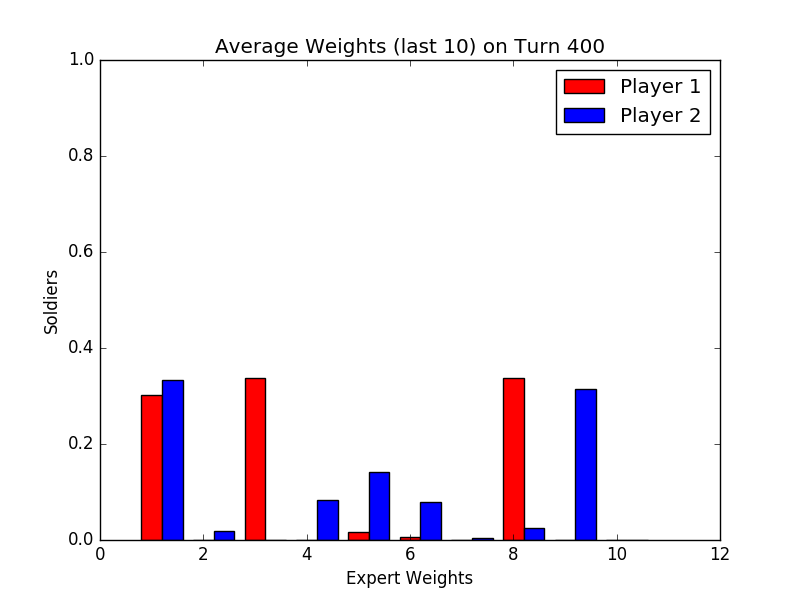 Average Weights (last 10) on Turn 400
1.0
Player 1
Player 2
0.8
0.6
Soldiers
0.4
0.2
0.0
0 2 4 6 8 10 12
Expert Weights